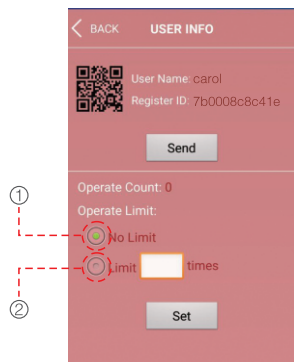 BACK USER INFO
User Name: carol
Register ID: 7b0008c8c41e
Send
Operate Count: 0
Operate Limit:
① No Limit
Limit times
②
Set